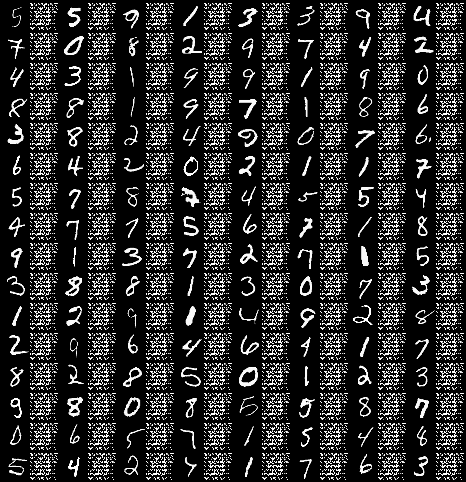 5 5 9 1 3 3 9 4
7 0 8 2 9 7 4 2
4 3 1 9 9 1 9 0
8 8 1 9 7 1 8 6
3 8 2 4 9 0 7 6
6 4 2 0 2 1 1 7
5 7 8 7 4 5 5 4
4 7 7 5 6 7 1 8
9 1 3 7 2 7 1 5
3 8 8 1 3 0 7 3
1 2 9 1 4 9 2 8
2 9 6 4 6 4 1 7
8 2 8 5 0 1 2 3
9 8 0 8 5 5 8 7
0 6 5 7 1 5 4 8
5 4 2 4 1 7 6 3